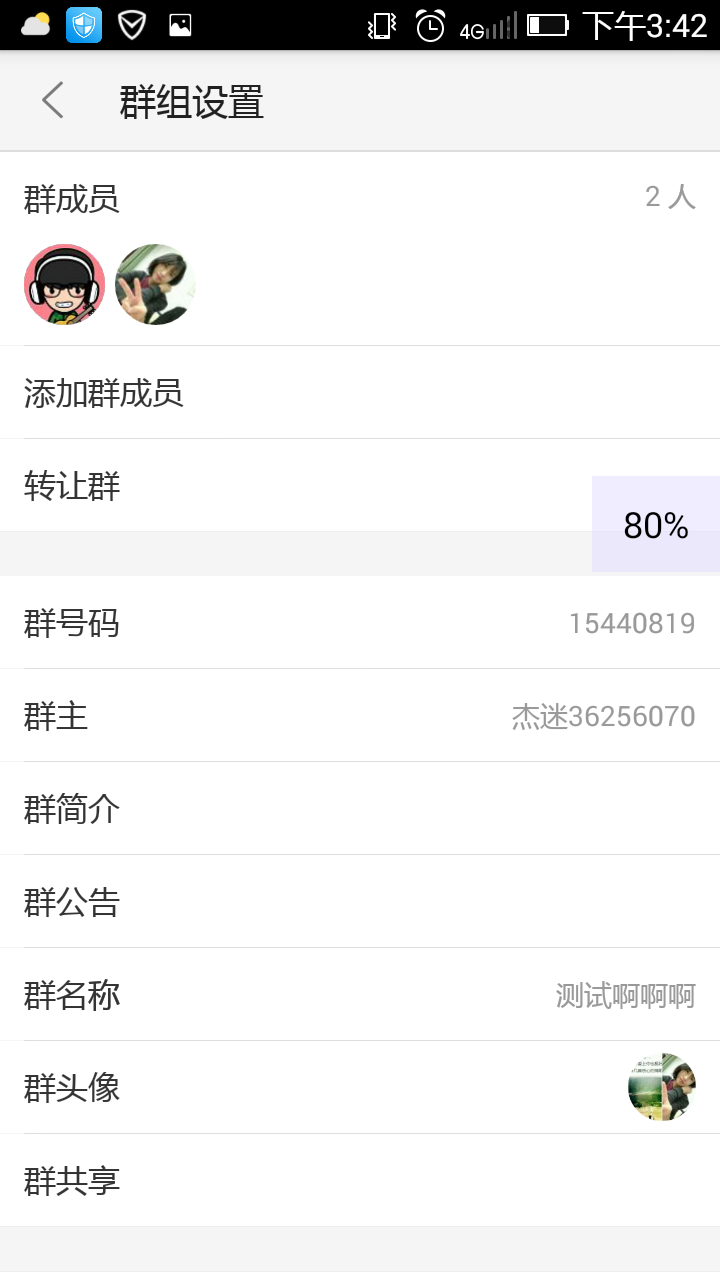 4G 下午3:42
群组设置
群成员 2 人
添加群成员
转让群
80%
群号码 15440819
群主 杰迷36256070
群简介
群公告
群名称 测试啊啊啊
群头像
群共享